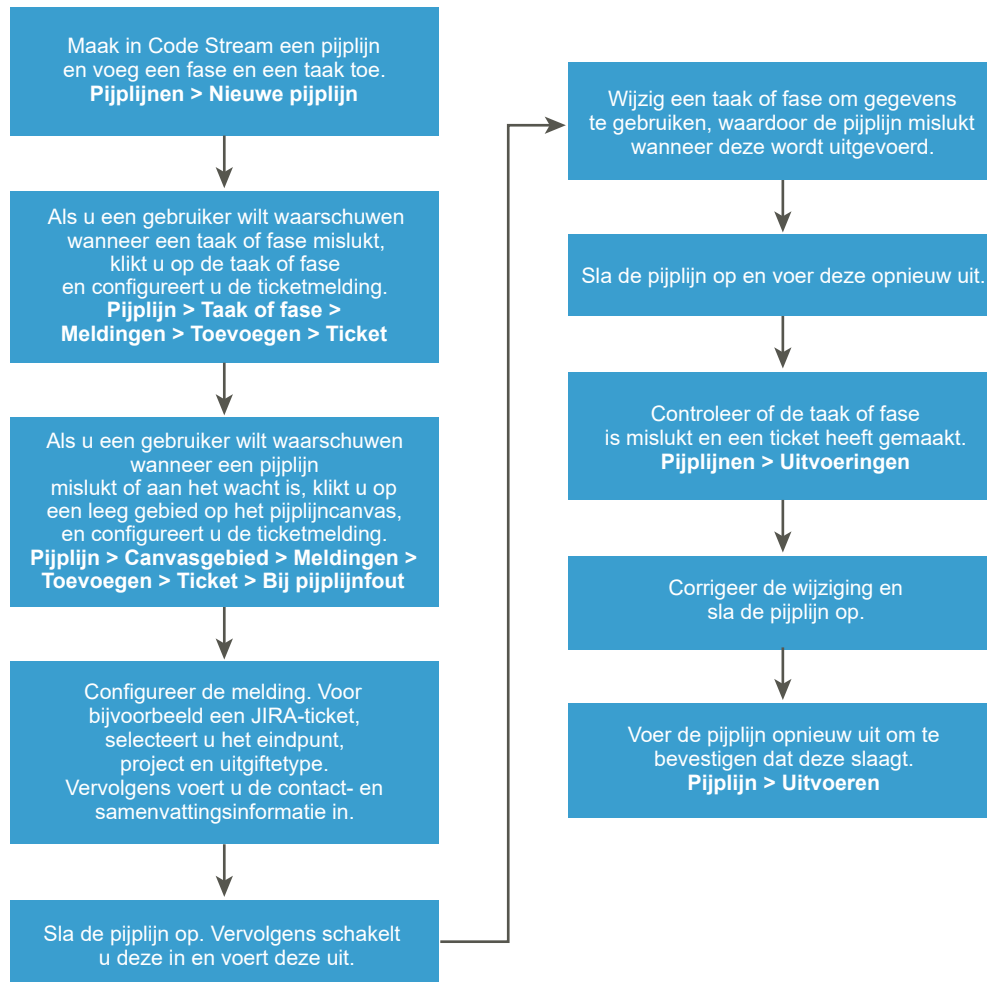 Maak in Code Stream een pijplijn
en voeg een fase en een taak toe.
Pijplijnen > Nieuwe pijplijn
Als u een gebruiker wilt waarschuwen
wanneer een taak of fase mislukt,
klikt u op de taak of fase
en configureert u de ticketmelding.
Pijplijn > Taak of fase >
Meldingen > Toevoegen > Ticket
Als u een gebruiker wilt waarschuwen
wanneer een pijplijn
mislukt of aan het wacht is, klikt u op
een leeg gebied op het pijplijncanvas,
en configureert u de ticketmelding.
Pijplijn > Canvasgebied > Meldingen >
Toevoegen > Ticket > Bij pijplijnfout
Configureer de melding. Voor
bijvoorbeeld een JIRA-ticket,
selecteert u het eindpunt,
project en uitgiftetype.
Vervolgens voert u de contact- en
samenvattingsinformatie in.
Sla de pijplijn op. Vervolgens schakelt
u deze in en voert deze uit.
Wijzig een taak of fase om gegevens
te gebruiken, waardoor de pijplijn mislukt
wanneer deze wordt uitgevoerd.
Sla de pijplijn op en voer deze opnieuw uit.
Controleer of de taak of fase
is mislukt en een ticket heeft gemaakt.
Pijplijnen > Uitvoeringen
Corrigeer de wijziging en
sla de pijplijn op.
Voer de pijplijn opnieuw uit om te
bevestigen dat deze slaagt.
Pijplijn > Uitvoeren